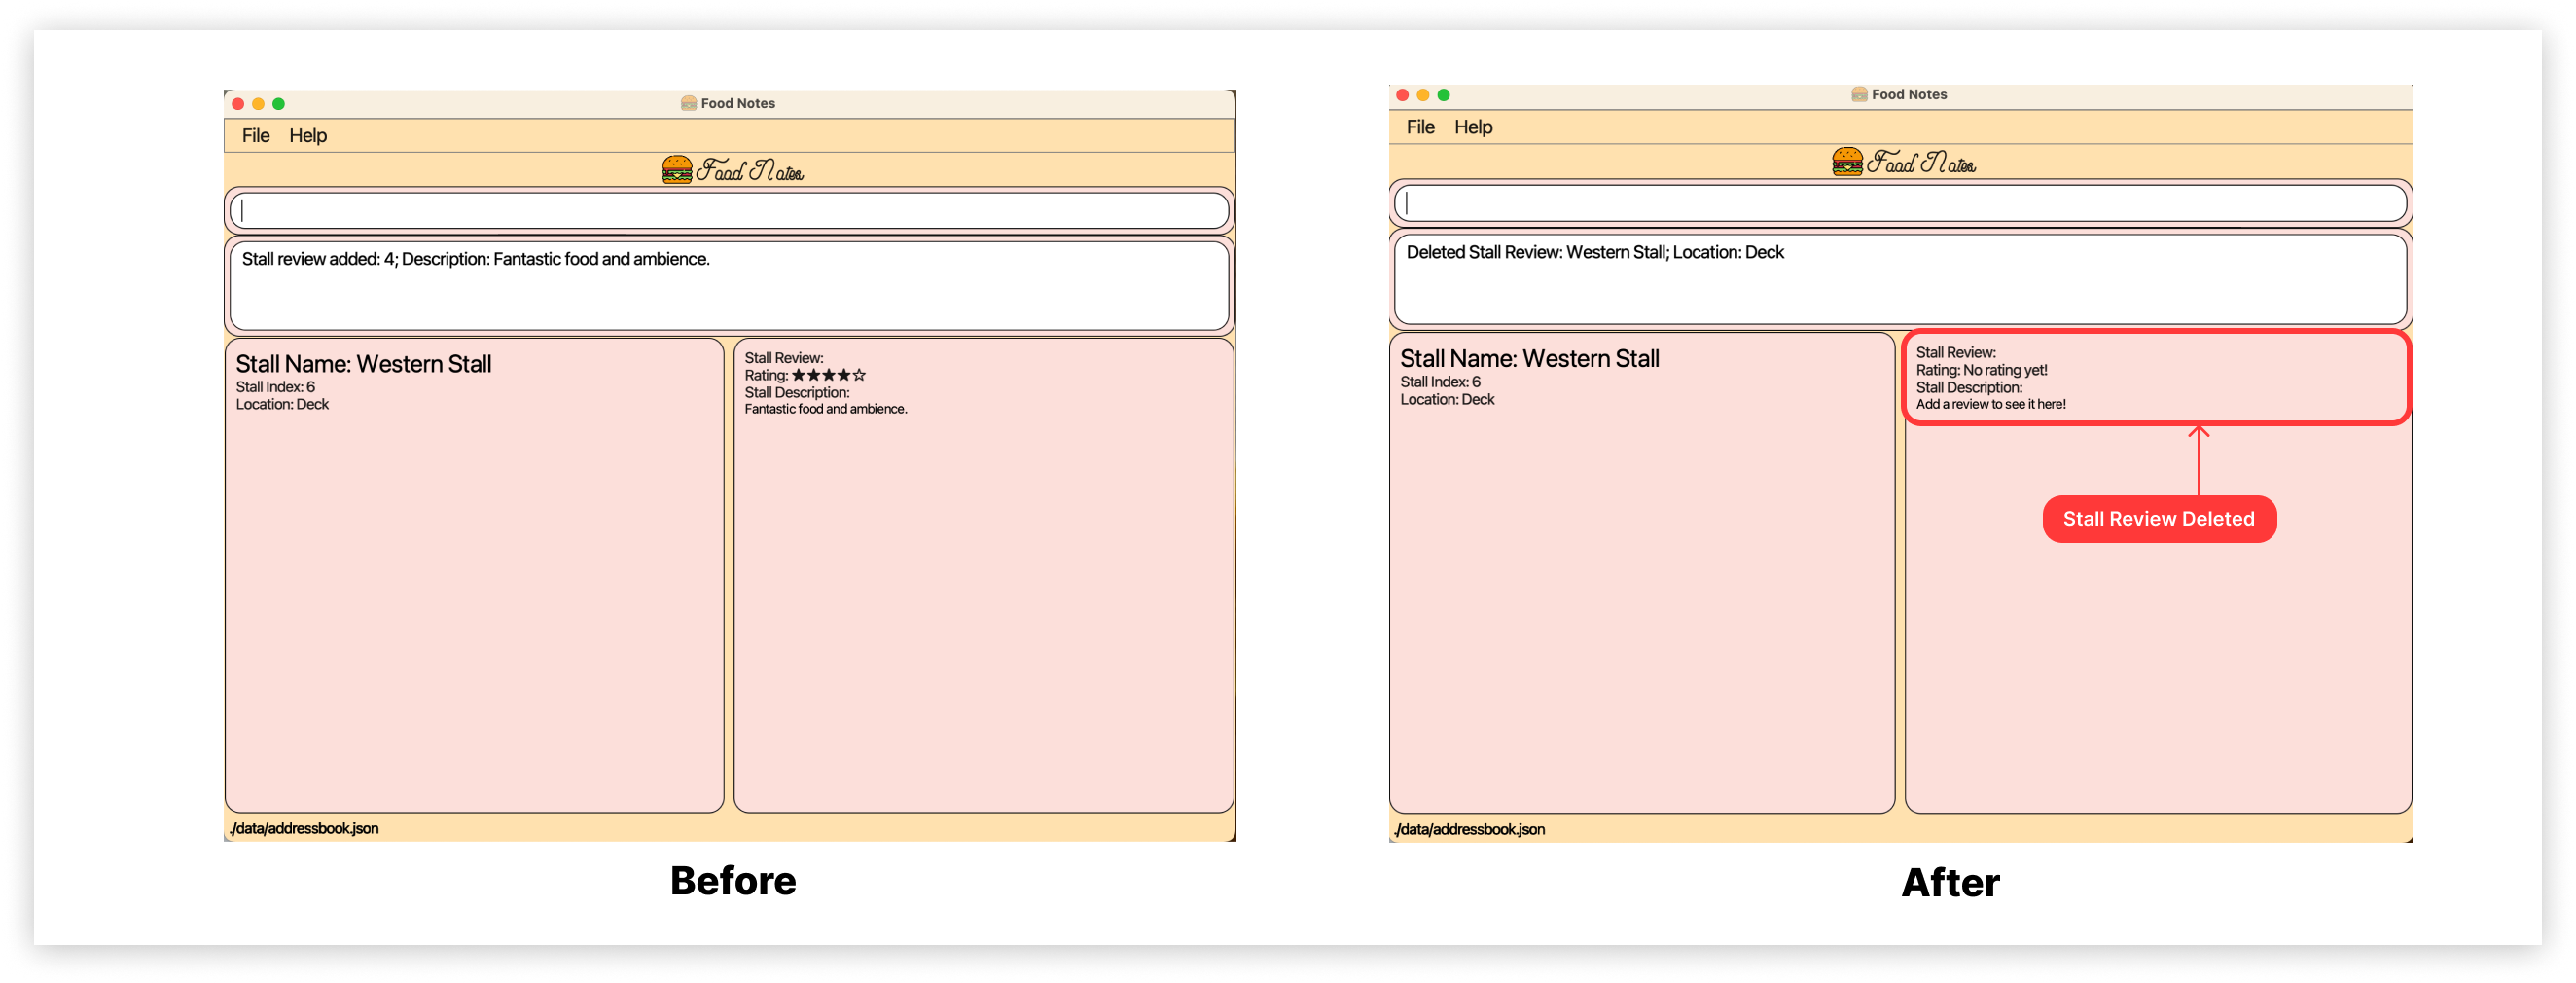 Food Notes
File Help
Food Notes
Stall review added: 4; Description: Fantastic food and ambience.
Stall Name: Western Stall
Stall Index: 6
Location: Deck
Stall Review:
Rating: ★★★★☆
Stall Description:
Fantastic food and ambience.
./data/addressbook.json
Before
Food Notes
File Help
Food Notes
Deleted Stall Review: Western Stall; Location: Deck
Stall Name: Western Stall
Stall Index: 6
Location: Deck
Stall Review:
Rating: No rating yet!
Stall Description:
Add a review to see it here!
Stall Review Deleted
./data/addressbook.json
After